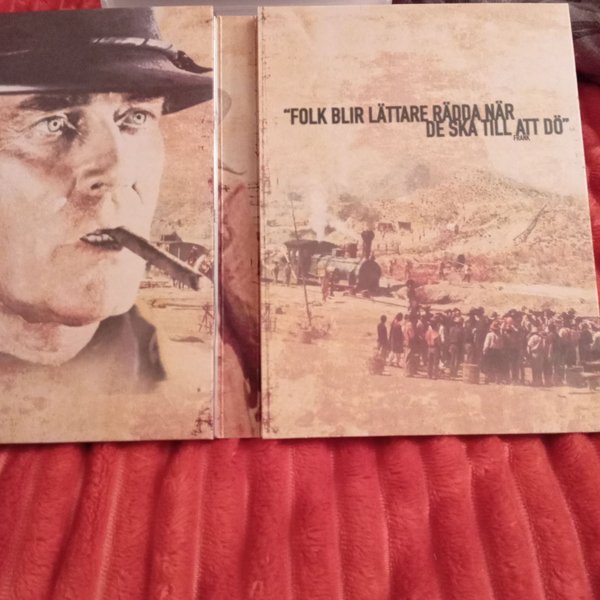 "FOLK BLIR LÄTTARE RÄDDA NÄR
DE SKA TILL ATT DÖ"
FRANK